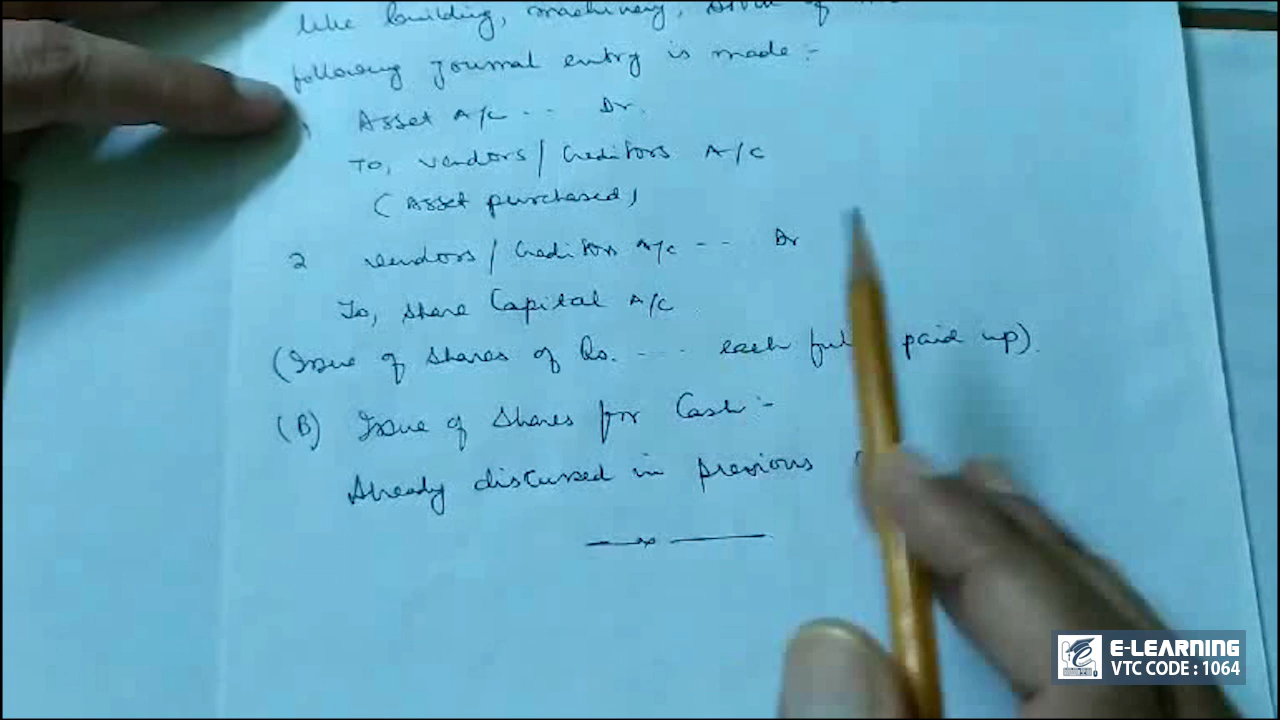 like building, machinery,
following journal entry is made :-
Asset A/c -- Dr.
To, vendors / Creditors A/c
( Asset purchased)
2 vendors / Creditors A/c -- Dr
To, Share Capital A/c
(Issue of Shares of Rs. --- each paid up).
(B) Issue of Shares for Cash :-
Already discussed in previous
E-LEARNING
VTC CODE : 1064